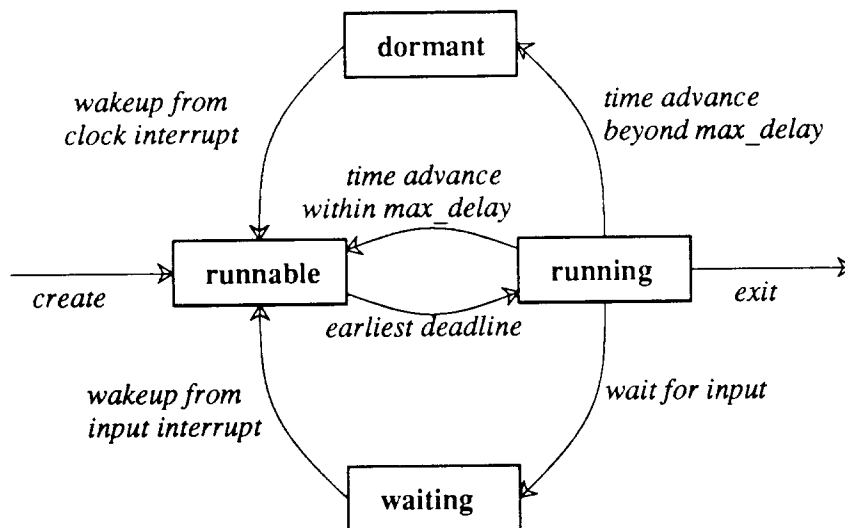 dormant
wakeup from
clock interrupt
time advance
beyond max_delay
time advance
within max_delay
runnable
running
create
exit
earliest deadline
wakeup from
input interrupt
wait for input
waiting